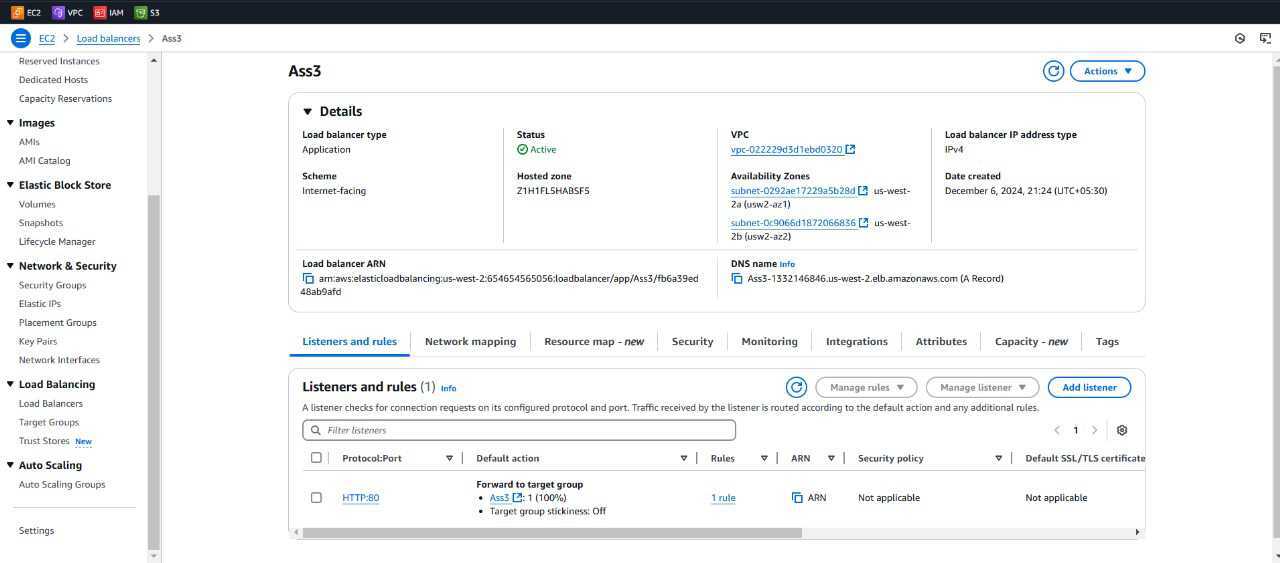 EC2 VPC IAM S3
EC2 > Load balancers > Ass3
Reserved Instances
Dedicated Hosts
Capacity Reservations
Images
AMIs
AMI Catalog
Elastic Block Store
Volumes
Snapshots
Lifecycle Manager
Network & Security
Security Groups
Elastic IPs
Placement Groups
Key Pairs
Network Interfaces
Load Balancing
Load Balancers
Target Groups
Trust Stores New
Auto Scaling
Auto Scaling Groups
Settings
Ass3
Actions
Details
Load balancer type
Application
Status
Active
VPC
vpc-022229d3d1ebd0320
Load balancer IP address type
IPv4
Scheme
Internet-facing
Hosted zone
Z1H1FL5HABSF5
Availability Zones
subnet-0292ae17229a5b28d us-west-
2a (usw2-az1)
subnet-0c9066d1872066836 us-west-
2b (usw2-az2)
Date created
December 6, 2024, 21:24 (UTC+05:30)
Load balancer ARN
arn:aws:elasticloadbalancing:us-west-2:654654565056:loadbalancer/app/Ass3/fb6a39ed
48ab9afd
DNS name Info
Ass3-1332146846.us-west-2.elb.amazonaws.com (A Record)
Listeners and rules
Network mapping
Resource map - new
Security
Monitoring
Integrations
Attributes
Capacity - new
Tags
Listeners and rules (1) Info
Manage rules
Manage listener
Add listener
A listener checks for connection requests on its configured protocol and port. Traffic received by the listener is routed according to the default action and any additional rules.
Filter listeners
1
Protocol:Port
Default action
Rules
ARN
Security policy
Default SSL/TLS certificate
HTTP:80
Forward to target group
• Ass3: 1 (100%)
• Target group stickiness: Off
1 rule
ARN
Not applicable
Not applicable